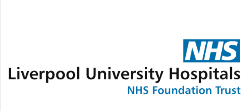 NHS
Liverpool University Hospitals
NHS Foundation Trust